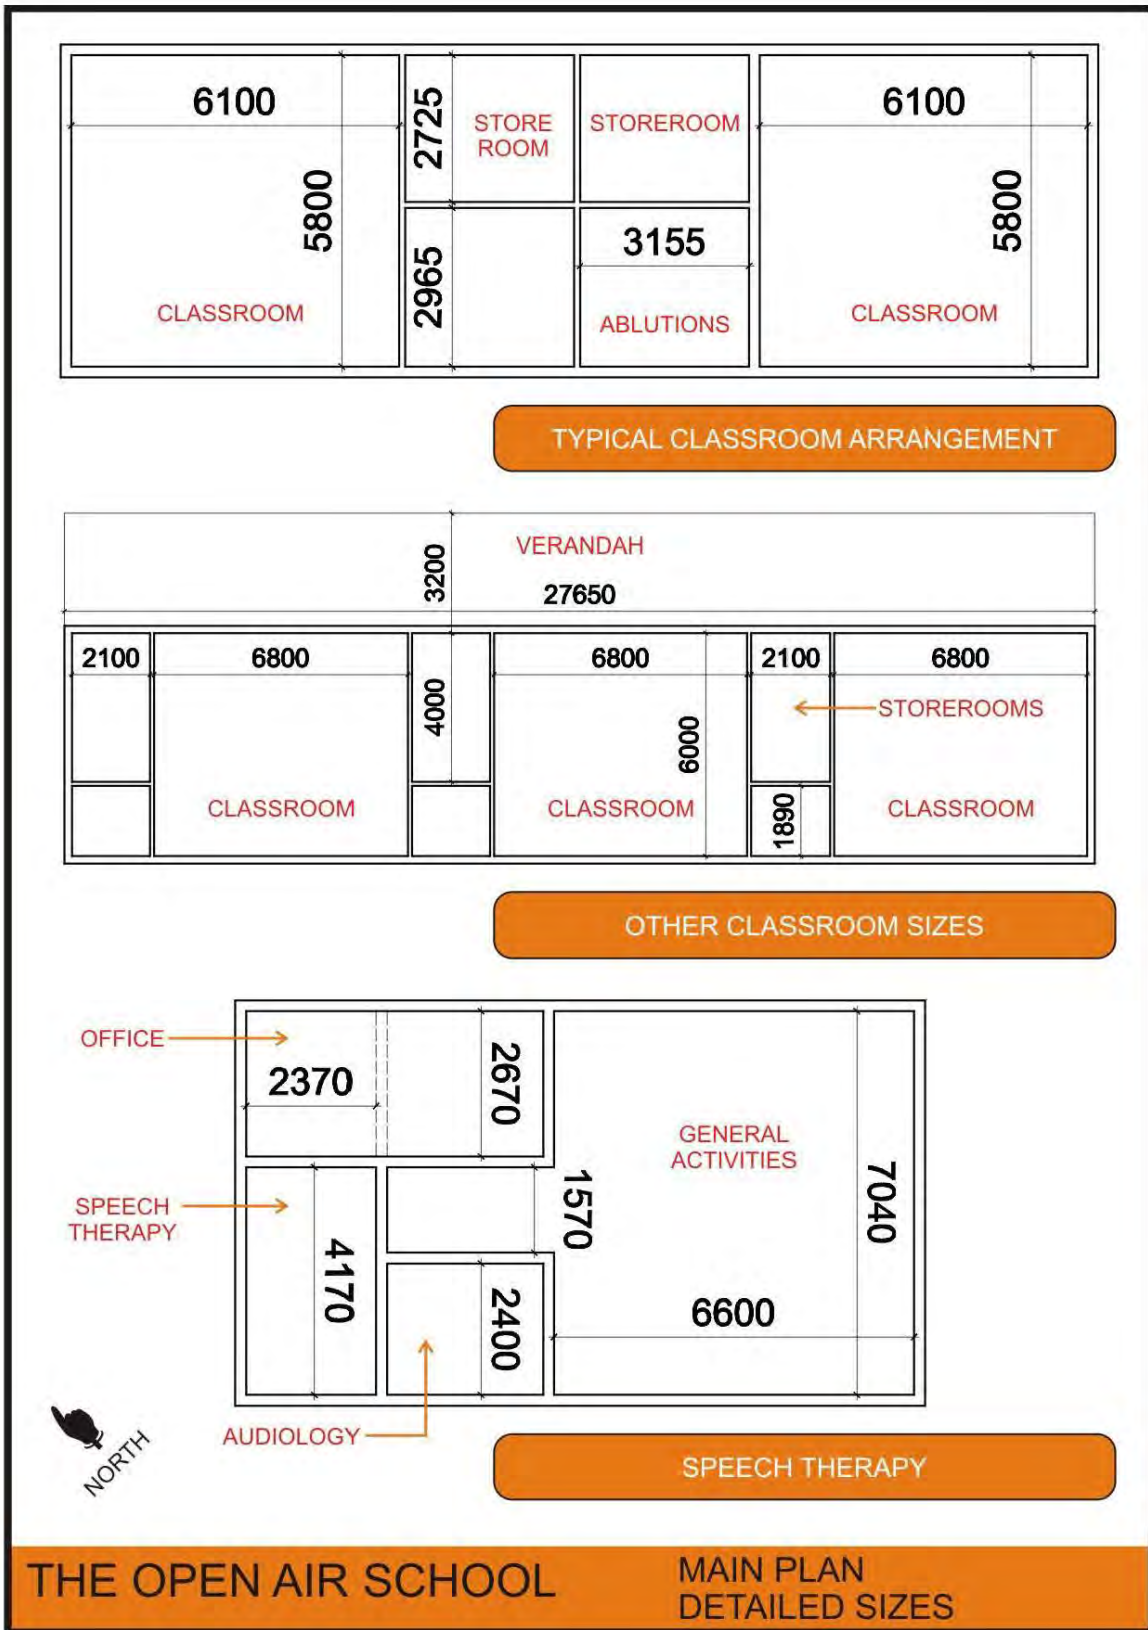 6100
2725
STORE
ROOM
STOREROOM
6100
5800
5800
2965
3155
CLASSROOM
ABLUTIONS
CLASSROOM
TYPICAL CLASSROOM ARRANGEMENT
VERANDAH
3200
27650
2100
6800
6800
2100
6800
4000
STOREROOMS
6000
CLASSROOM
CLASSROOM
1890
CLASSROOM
OTHER CLASSROOM SIZES
OFFICE
2370
2670
GENERAL
ACTIVITIES
SPEECH
THERAPY
1570
7040
4170
2400
6600
AUDIOLOGY
NORTH
SPEECH THERAPY
THE OPEN AIR SCHOOL
MAIN PLAN
DETAILED SIZES